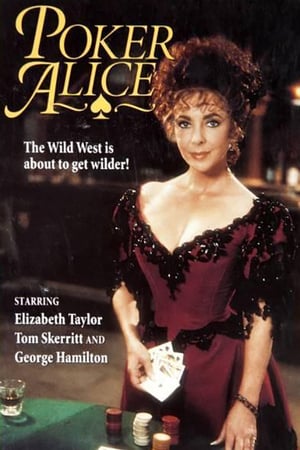 POKER
ALICE
The Wild West is
about to get wilder!
STARRING
Elizabeth Taylor
Tom Skerritt AND
George Hamilton